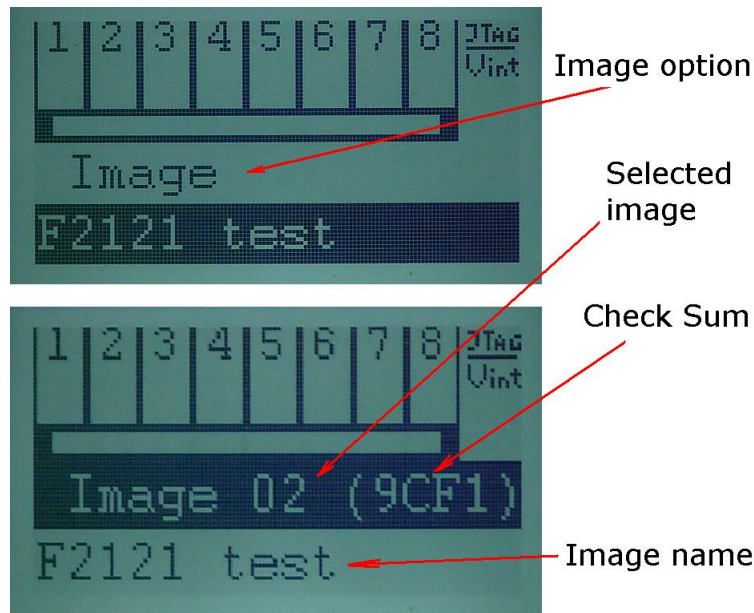 1 2 3 4 5 6 7 8 JTAG
Vint
Image option
Image
F2121 test
Selected
image
Check Sum
1 2 3 4 5 6 7 8 JTAG
Vint
Image 02 (9CF1)
F2121 test
Image name